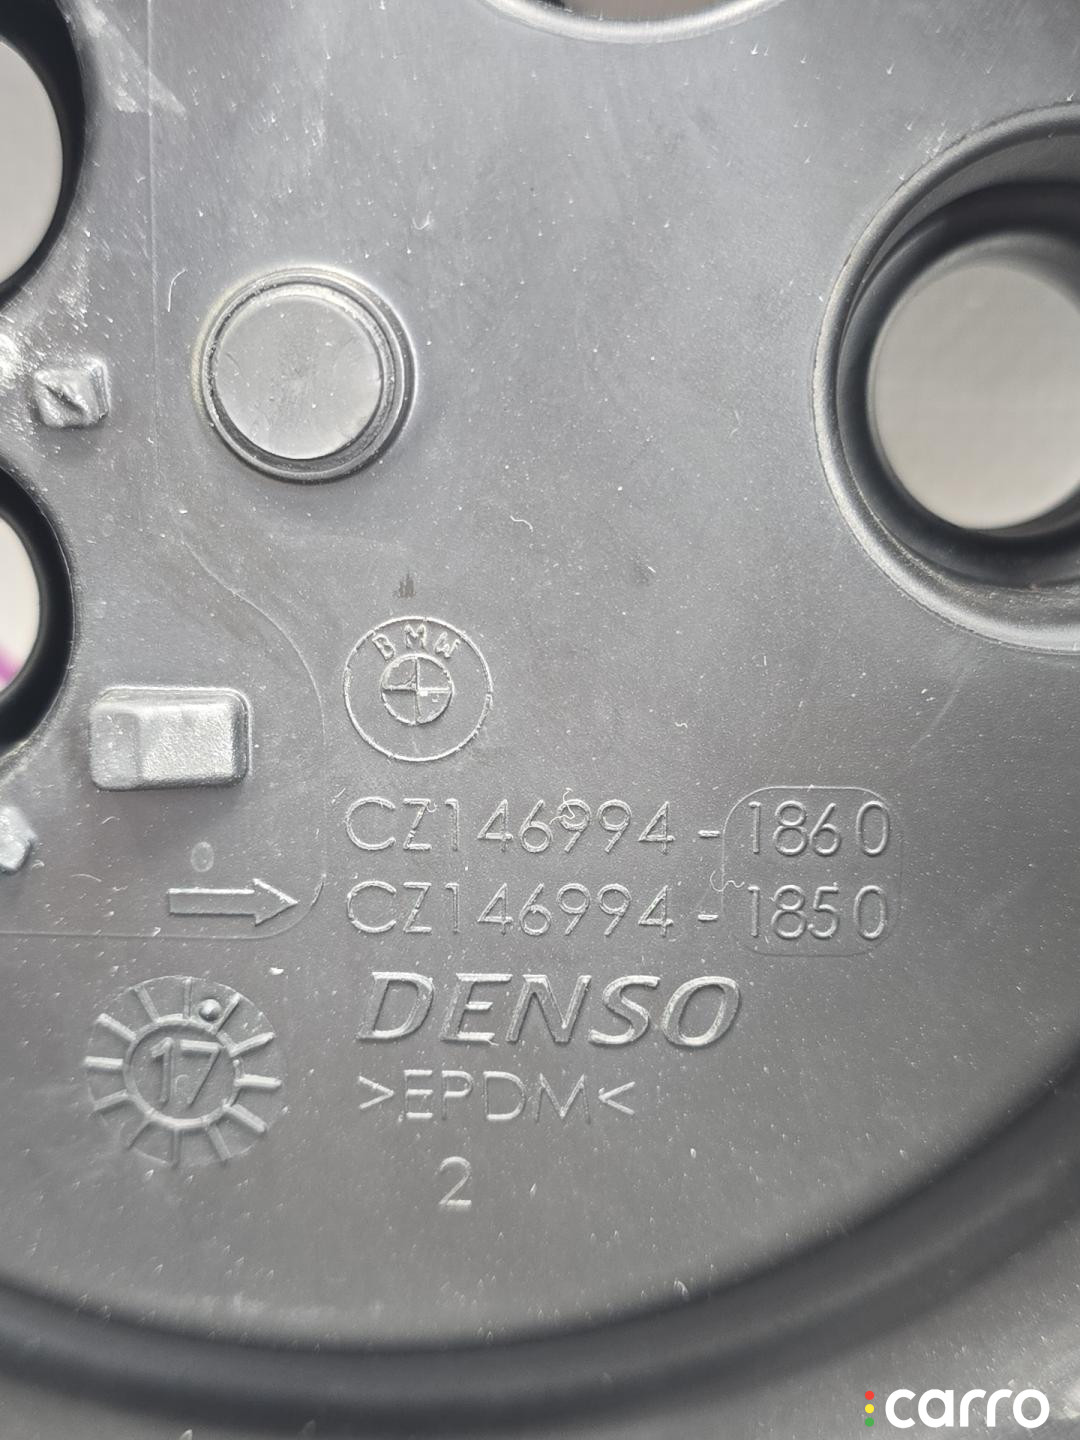 BMW
CZ146994-1860
CZ146994-1850
DENSO
17
>EPDM<
2
carro